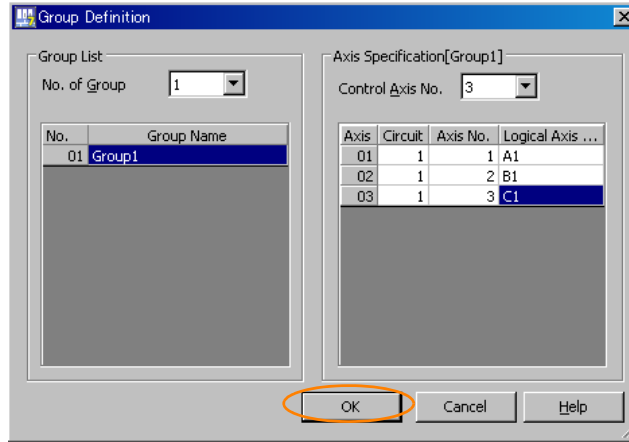 Group Definition
Group List
No. of Group 1
No. Group Name
01 Group1
Axis Specification[Group1]
Control Axis No. 3
Axis Circuit Axis No. Logical Axis ...
01 1 1 A1
02 1 2 B1
03 1 3 C1
OK Cancel Help